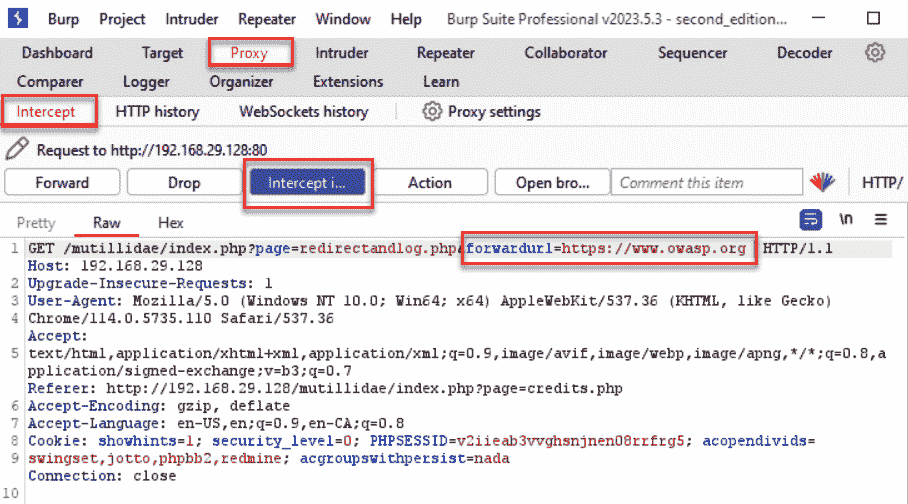 Burp Project Intruder Repeater Window Help Burp Suite Professional v2023.5.3 - second_edition...
Dashboard Target Proxy Intruder Repeater Collaborator Sequencer Decoder
Comparer Logger Organizer Extensions Learn
Intercept HTTP history WebSockets history Proxy settings
Request to http://192.168.29.128:80
Forward Drop Intercept i... Action Open bro... Comment this item HTTP/
Pretty Raw Hex \n
1 GET /mutillidae/index.php?page=redirectandlog.php&forwardurl=https://www.owasp.org HTTP/1.1
Host: 192.168.29.128
2 Upgrade-Insecure-Requests: 1
3 User-Agent: Mozilla/5.0 (Windows NT 10.0; Win64; x64) AppleWebKit/537.36 (KHTML, like Gecko)
4 Chrome/114.0.5735.110 Safari/537.36
Accept:
5 text/html,application/xhtml+xml,application/xml;q=0.9,image/avif,image/webp,image/apng,*/*;q=0.8,a
pplication/signed-exchange;v=b3;q=0.7
Referer: http://192.168.29.128/mutillidae/index.php?page=credits.php
6 Accept-Encoding: gzip, deflate
7 Accept-Language: en-US,en;q=0.9,en-CA;q=0.8
8 Cookie: showhints=1; security_level=0; PHPSESSID=v2iieab3vvghsnjnen08rrfrg5; acopendivids=
9 swingset,jotto,phpbb2,redmine; acgroupswithpersist=nada
Connection: close
10